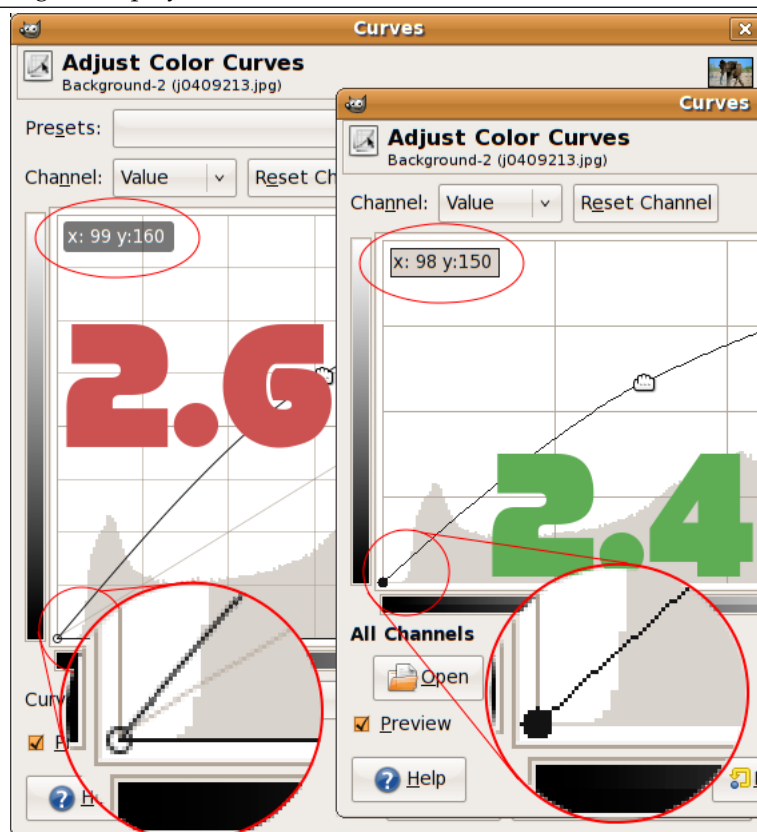 Curves
Adjust Color Curves
Background-2 (j0409213.jpg)
Presets:
Channel: Value
x: 99 y:160
2.6
Curves
Adjust Color Curves
Background-2 (j0409213.jpg)
Channel: Value Reset Channel
x: 98 y:150
2.4
All Channels
Open
Preview
Help